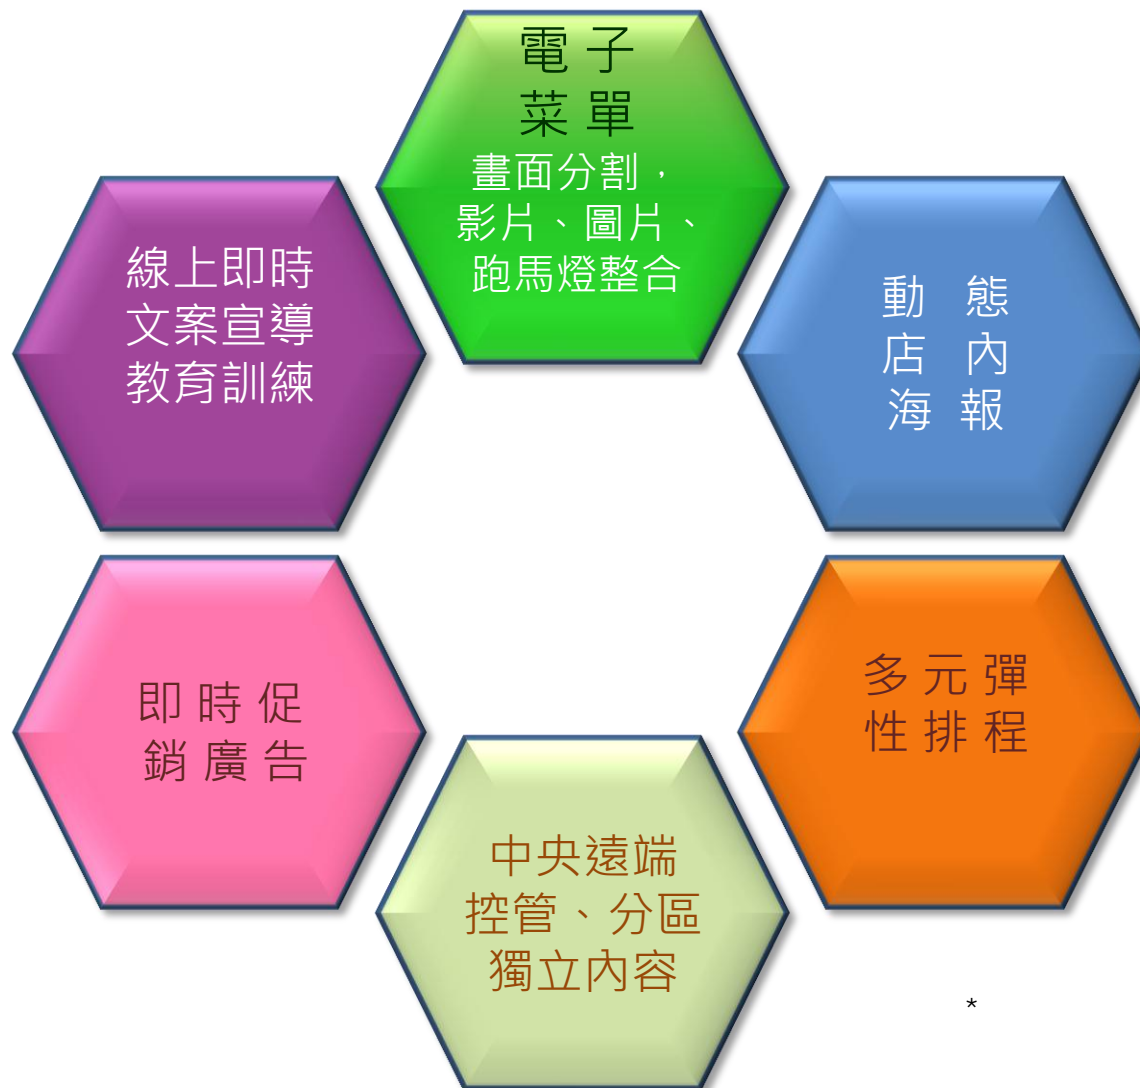 電子
菜單
畫面分割，
影片、圖片、
跑馬燈整合
線上即時
文案宣導
教育訓練
動態
店內
海報
即時促
銷廣告
多元彈
性排程
中央遠端
控管、分區
獨立內容
*